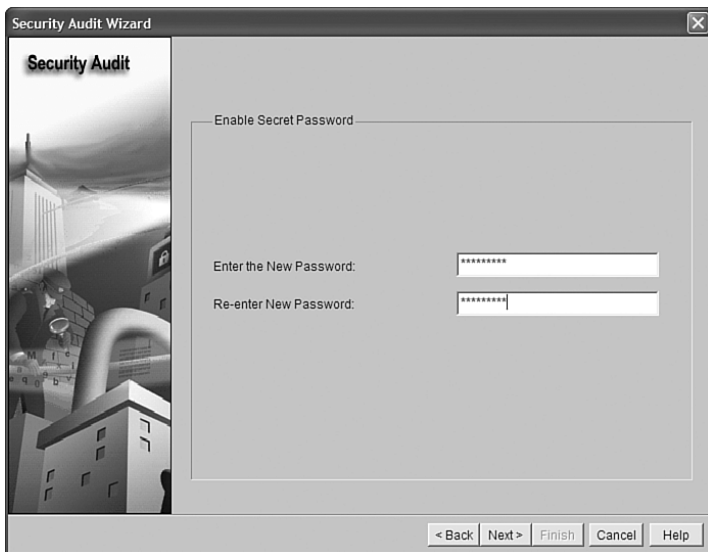 Security Audit Wizard
Security Audit
Enable Secret Password
Enter the New Password: *********
Re-enter New Password: *********
< Back Next > Finish Cancel Help